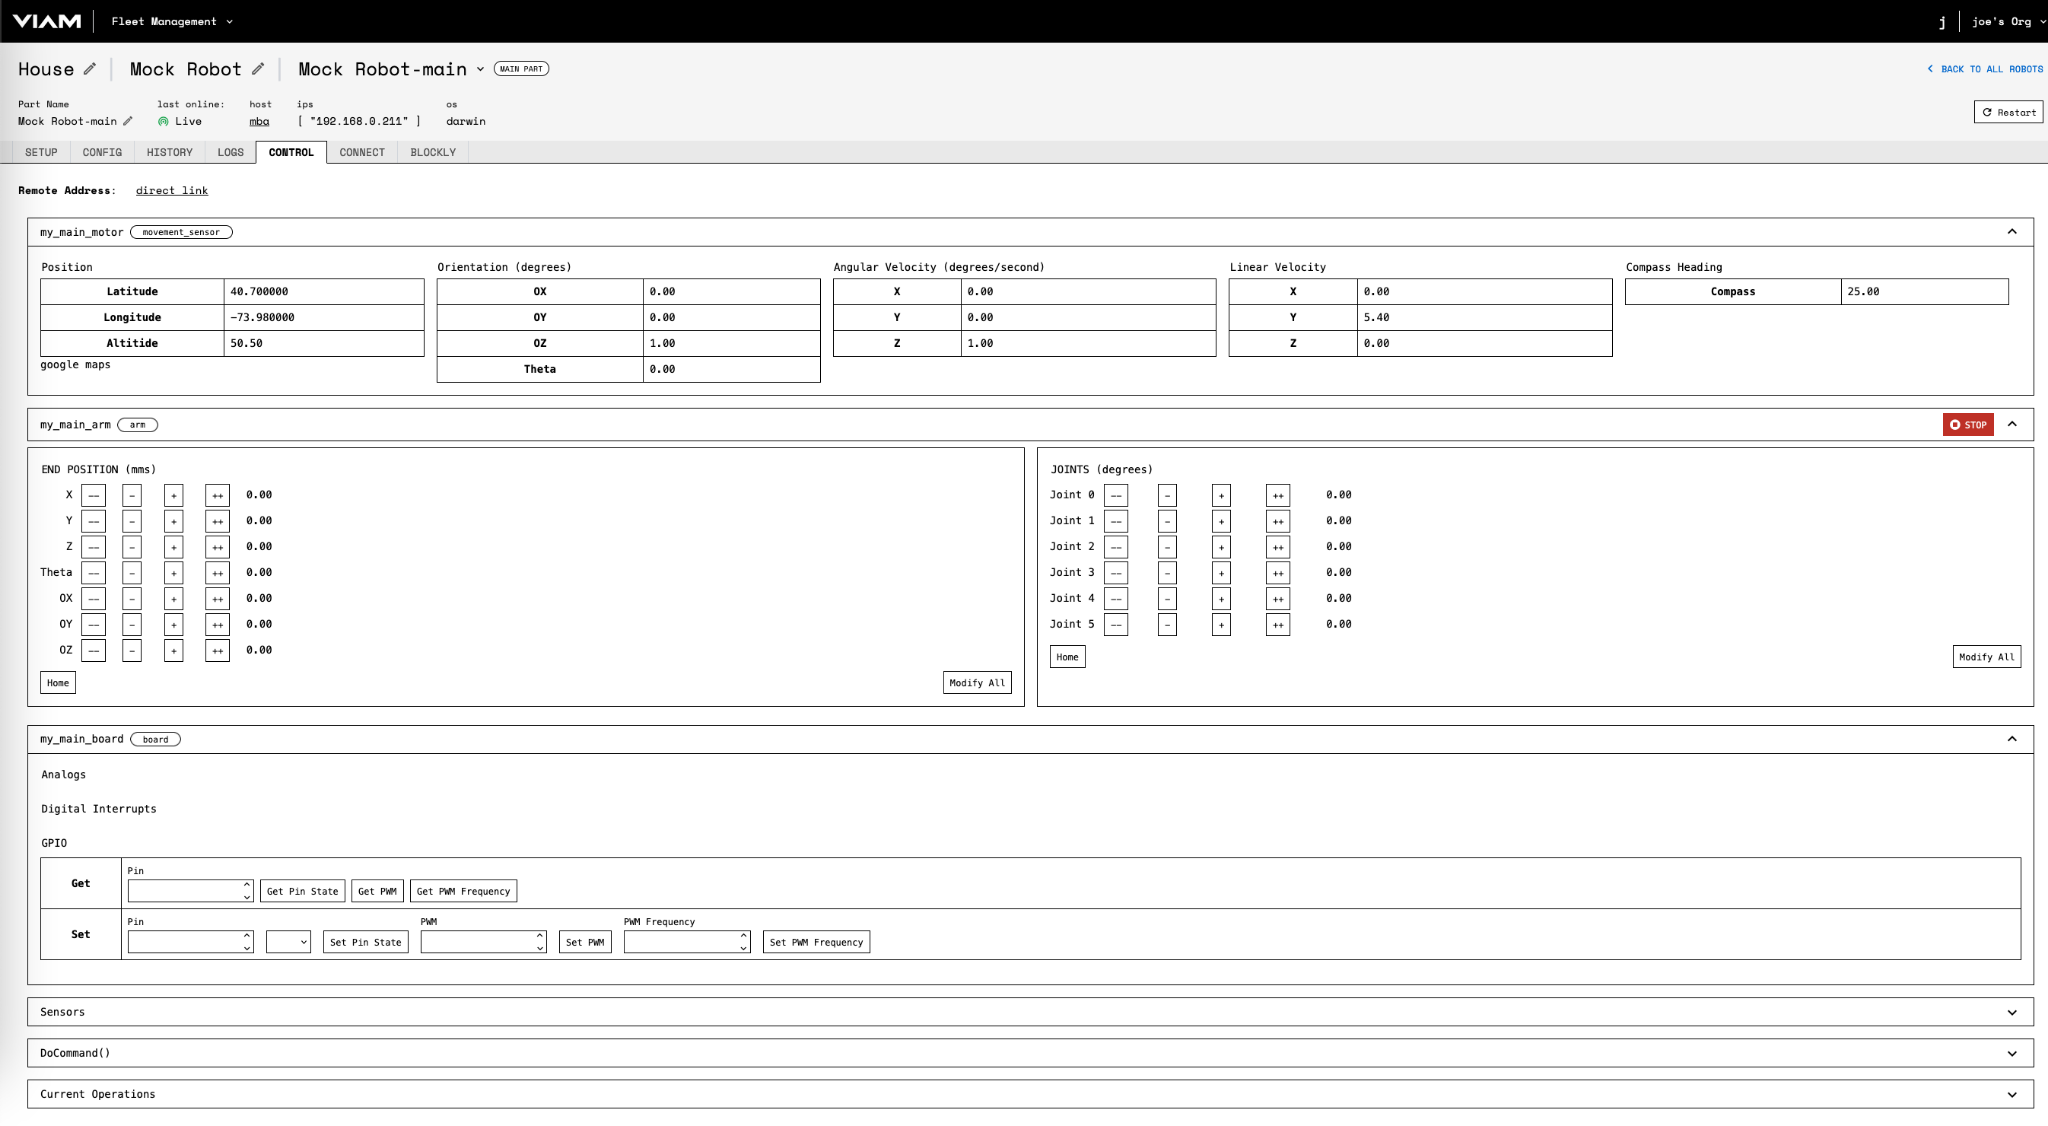 VIAM Fleet Management j joe's Org
House Mock Robot Mock Robot-main MAIN PART BACK TO ALL ROBOTS
Part Name last online: host ips os
Mock Robot-main Live mba [ "192.168.0.211" ] darwin Restart
SETUP CONFIG HISTORY LOGS CONTROL CONNECT BLOCKLY
Remote Address: direct link
my_main_motor movement_sensor
Position Orientation (degrees) Angular Velocity (degrees/second) Linear Velocity Compass Heading
Latitude 40.700000 OX 0.00 X 0.00 X 0.00 Compass 25.00
Longitude -73.980000 OY 0.00 Y 0.00 Y 5.40
Altitide 50.50 OZ 1.00 Z 1.00 Z 0.00
google maps Theta 0.00
my_main_arm arm STOP
END POSITION (mms) JOINTS (degrees)
X -- - + ++ 0.00 Joint 0 -- - + ++ 0.00
Y -- - + ++ 0.00 Joint 1 -- - + ++ 0.00
Z -- - + ++ 0.00 Joint 2 -- - + ++ 0.00
Theta -- - + ++ 0.00 Joint 3 -- - + ++ 0.00
OX -- - + ++ 0.00 Joint 4 -- - + ++ 0.00
OY -- - + ++ 0.00 Joint 5 -- - + ++ 0.00
OZ -- - + ++ 0.00
Home Modify All Home Modify All
my_main_board board
Analogs
Digital Interrupts
GPIO
Get Pin Get Pin State Get PWM Get PWM Frequency
Set Pin Set Pin State PWM Set PWM PWM Frequency Set PWM Frequency
Sensors
DoCommand()
Current Operations